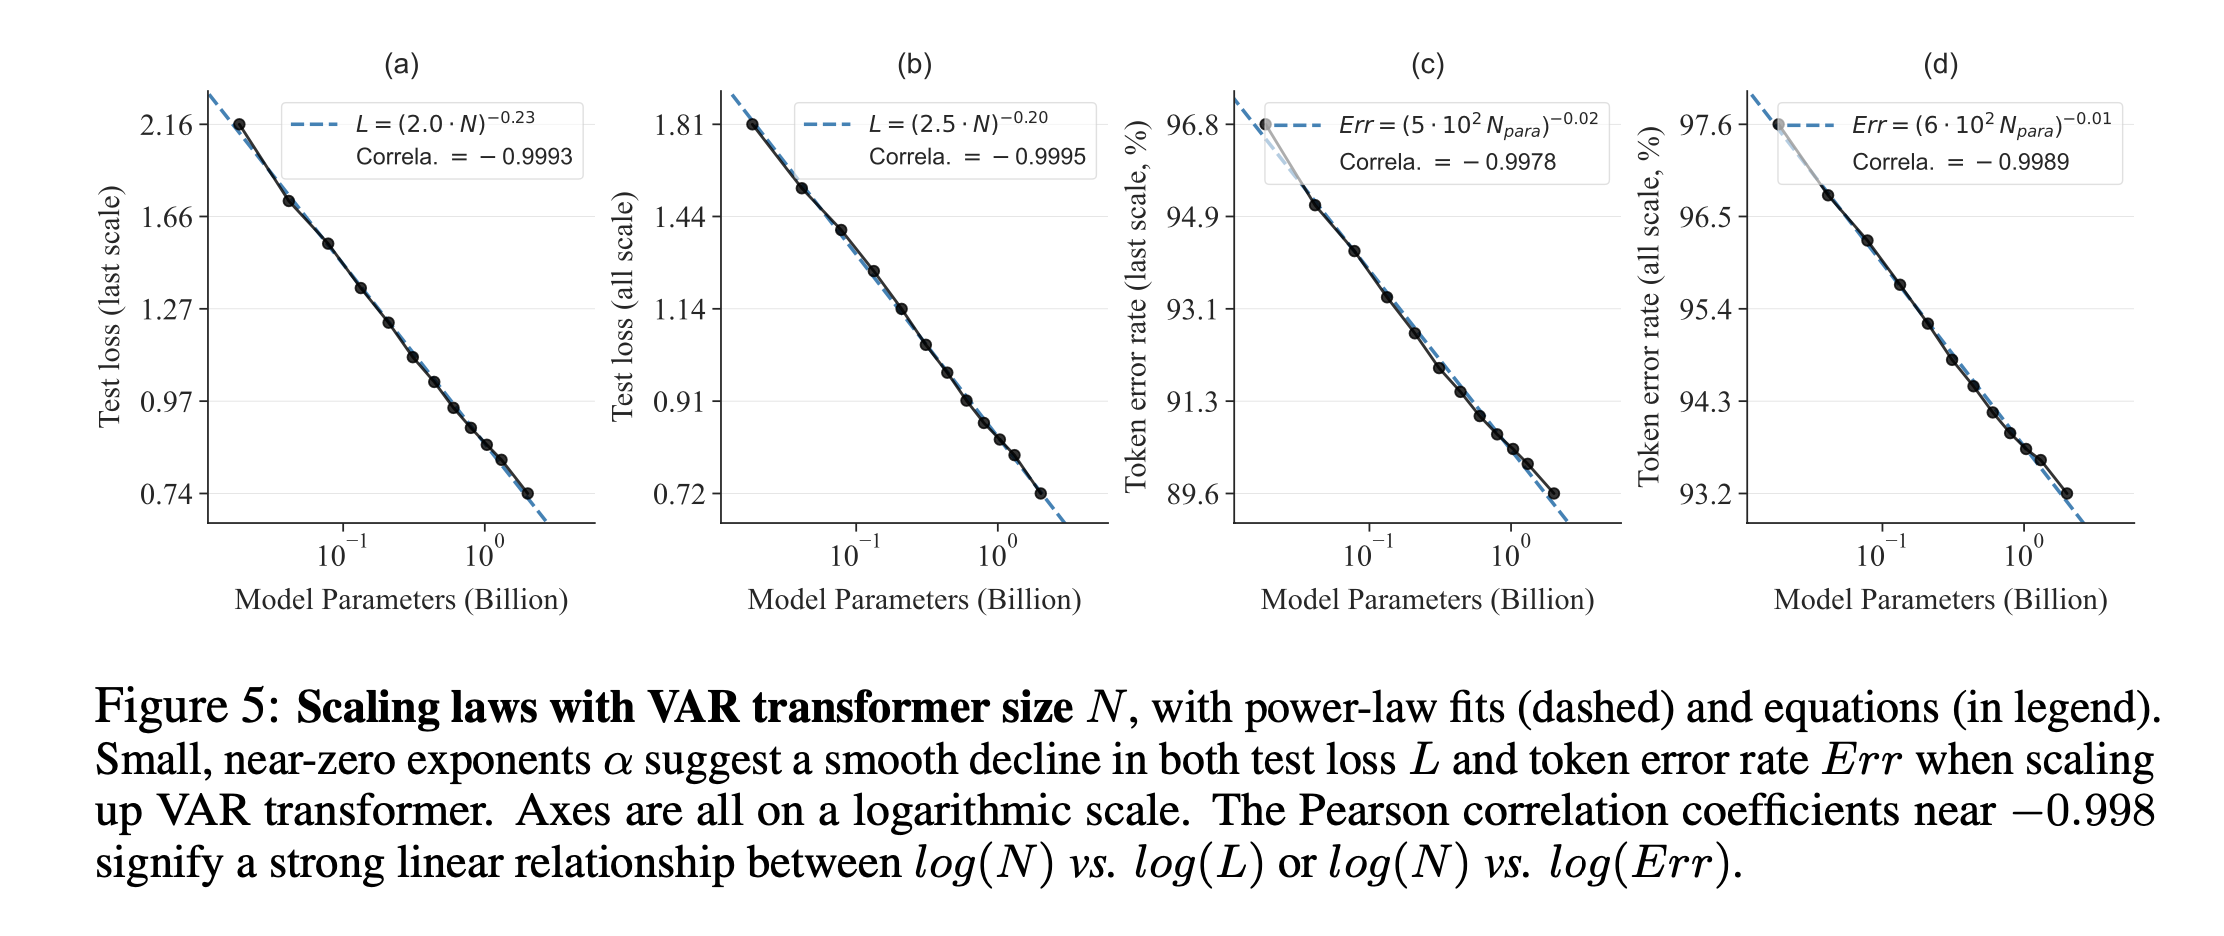 (a)
2.16
1.66
1.27
0.97
0.74
Test loss (last scale)
L = (2.0 · N)^−0.23
Correla. = −0.9993
10^−1 10^0
Model Parameters (Billion)
(b)
1.81
1.44
1.14
0.91
0.72
Test loss (all scale)
L = (2.5 · N)^−0.20
Correla. = −0.9995
10^−1 10^0
Model Parameters (Billion)
(c)
96.8
94.9
93.1
91.3
89.6
Token error rate (last scale, %)
Err = (5 · 10^2 N_para)^−0.02
Correla. = −0.9978
10^−1 10^0
Model Parameters (Billion)
(d)
97.6
96.5
95.4
94.3
93.2
Token error rate (all scale, %)
Err = (6 · 10^2 N_para)^−0.01
Correla. = −0.9989
10^−1 10^0
Model Parameters (Billion)
Figure 5: Scaling laws with VAR transformer size N, with power-law fits (dashed) and equations (in legend).
Small, near-zero exponents α suggest a smooth decline in both test loss L and token error rate Err when scaling
up VAR transformer. Axes are all on a logarithmic scale. The Pearson correlation coefficients near −0.998
signify a strong linear relationship between log(N) vs. log(L) or log(N) vs. log(Err).